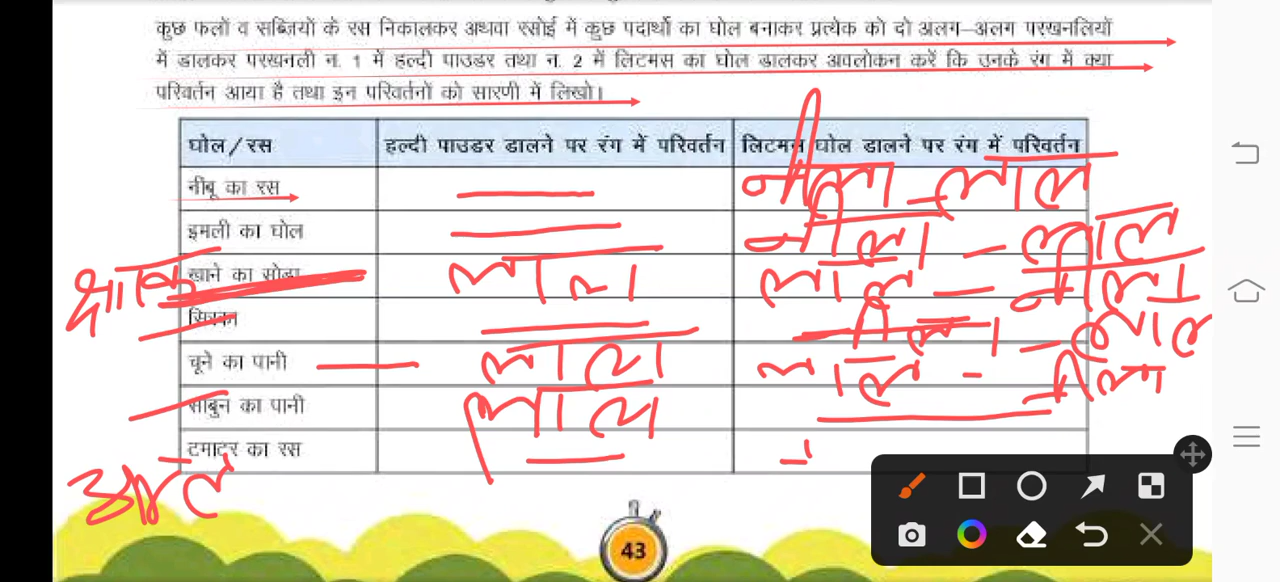 कुछ फलों व सब्जियों के रस निकालकर अथवा रसोई में कुछ पदार्थो का घोल बनाकर प्रत्येक को दो अलग–अलग परखनलियों
में डालकर परखनली न. 1 में हल्दी पाउडर तथा न. 2 में लिटमस का घोल डालकर अवलोकन करें कि उनके रंग में क्या
परिवर्तन आया है तथा इन परिवर्तनों को सारणी में लिखो।
घोल/रस हल्दी पाउडर डालने पर रंग में परिवर्तन लिटमस घोल डालने पर रंग में परिवर्तन
नीबू का रस नीला – लाल
इमली का घोल नीला – लाल
खाने का सोडा लाल लाल – नीला
सिरका नीला – लाल
चूने का पानी लाल लाल - नीला
साबुन का पानी लाल
टमाटर का रस
43